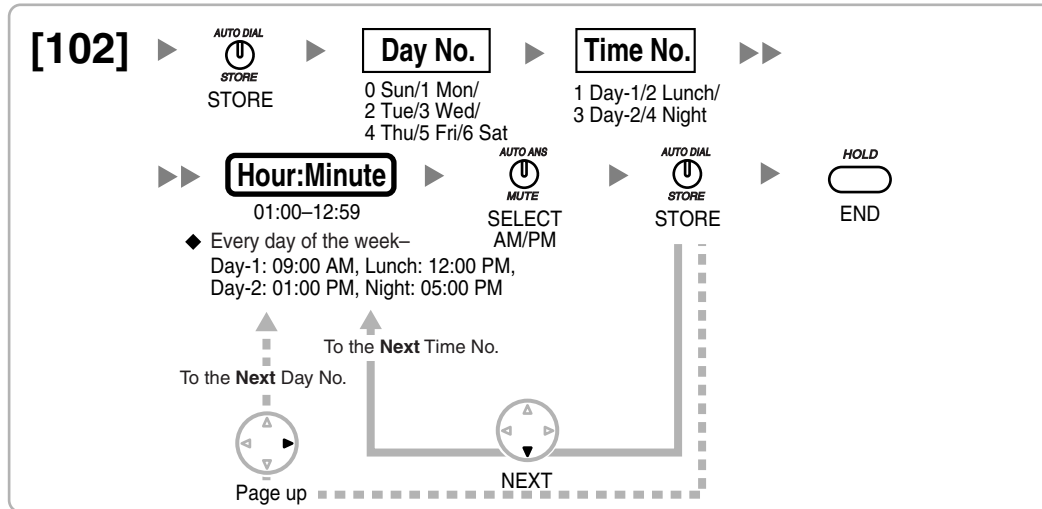 [102]
AUTO DIAL
STORE
STORE
Day No.
0 Sun/1 Mon/
2 Tue/3 Wed/
4 Thu/5 Fri/6 Sat
Time No.
1 Day-1/2 Lunch/
3 Day-2/4 Night
Hour:Minute
01:00–12:59
◆ Every day of the week–
Day-1: 09:00 AM, Lunch: 12:00 PM,
Day-2: 01:00 PM, Night: 05:00 PM
AUTO ANS
MUTE
SELECT
AM/PM
AUTO DIAL
STORE
STORE
HOLD
END
To the Next Time No.
To the Next Day No.
Page up
NEXT